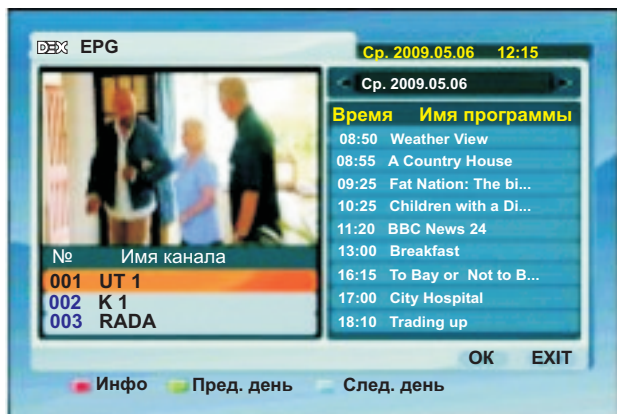 DEX EPG
Ср. 2009.05.06 12:15
Ср. 2009.05.06
Время Имя программы
08:50 Weather View
08:55 A Country House
09:25 Fat Nation: The bi...
10:25 Children with a Di...
11:20 BBC News 24
13:00 Breakfast
16:15 To Bay or Not to B...
17:00 City Hospital
18:10 Trading up
№ Имя канала
001 UT 1
002 K 1
003 RADA
OK EXIT
Инфо Пред. день След. день